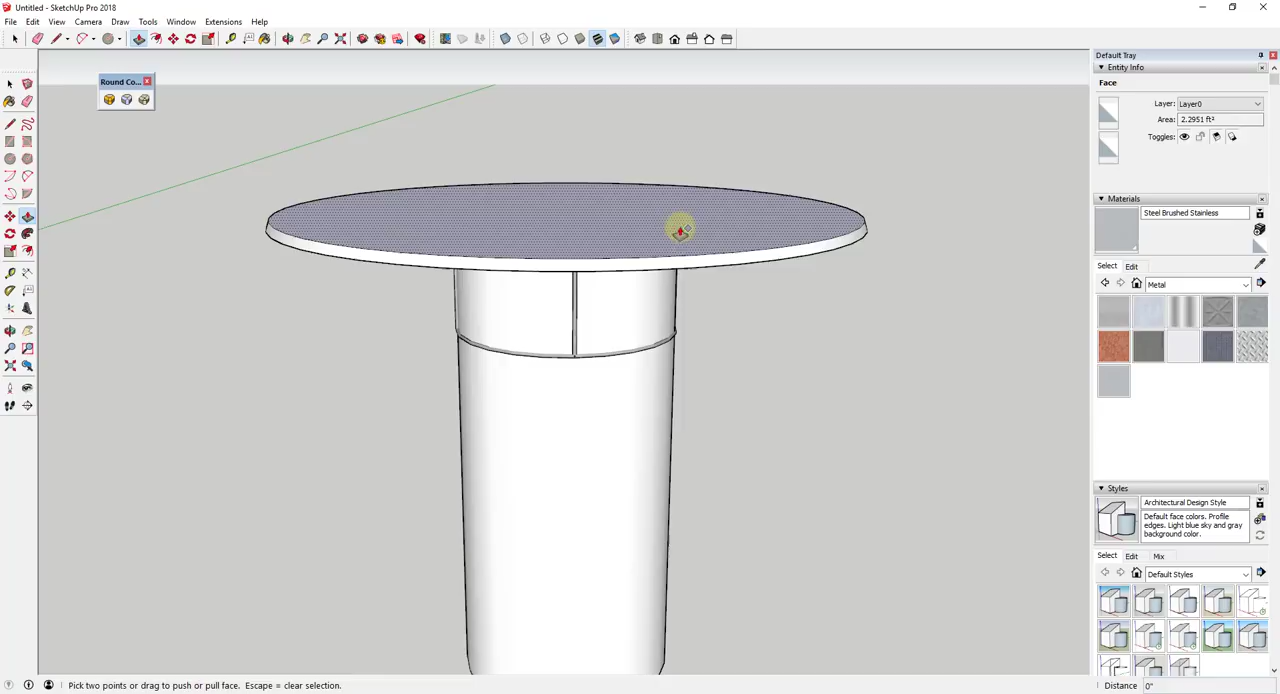 Untitled - SketchUp Pro 2018
File Edit View Camera Draw Tools Window Extensions Help
Round Co...
Default Tray
Entity Info
Face
Layer: Layer0
Area: 2.2951 ft²
Toggles:
Materials
Steel Brushed Stainless
Select Edit
Metal
Styles
Architectural Design Style
Default face colors. Profile
edges. Light blue sky and gray
background color.
Select Edit Mix
Default Styles
Pick two points or drag to push or pull face. Escape = clear selection.
Distance 0"